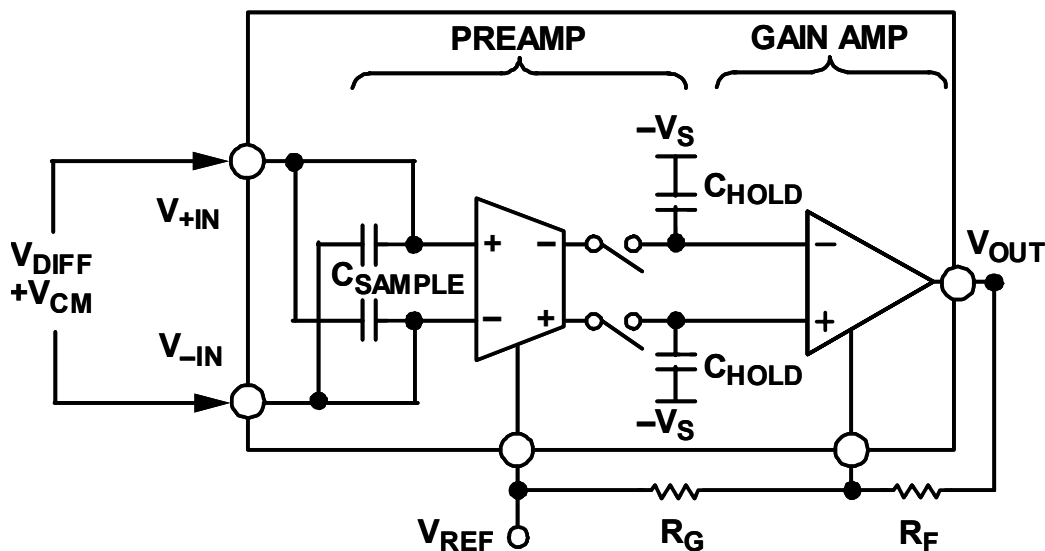 PREAMP
GAIN AMP
–VS
CHOLD
V+IN
VDIFF
+VCM
CSAMPLE
+
–
–
+
–
+
VOUT
V–IN
CHOLD
–VS
VREF
RG
RF